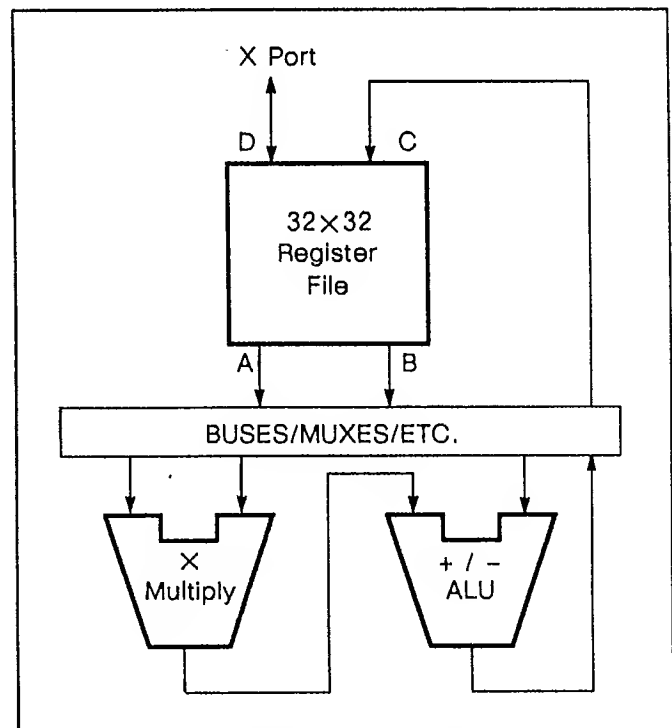 X Port
D
C
32×32
Register
File
A
B
BUSES/MUXES/ETC.
×
Multiply
+ / -
ALU